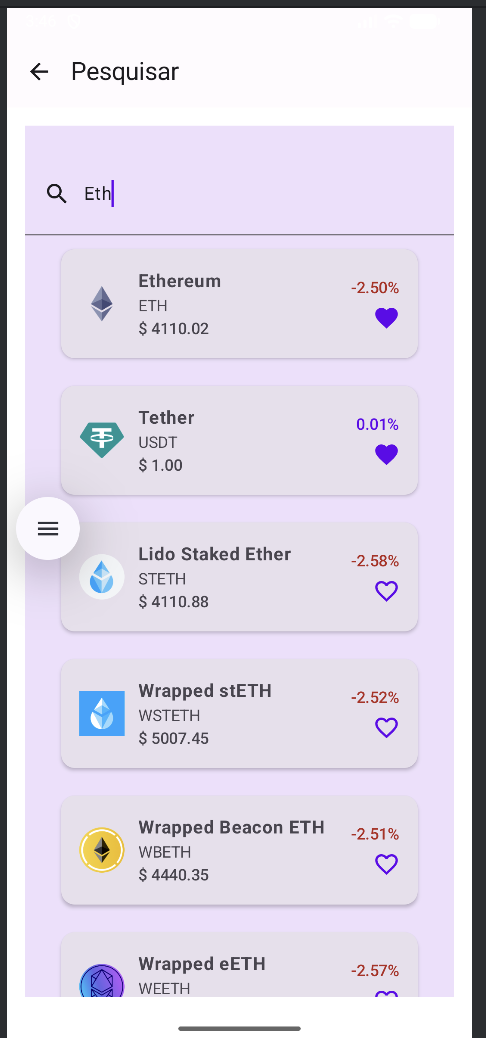 Pesquisar
Eth
Ethereum
-2.50%
ETH
$ 4110.02
Tether
0.01%
USDT
$ 1.00
Lido Staked Ether
-2.58%
STETH
$ 4110.88
Wrapped stETH
-2.52%
WSTETH
$ 5007.45
Wrapped Beacon ETH
-2.51%
WBETH
$ 4440.35
Wrapped eETH
-2.57%
WEETH